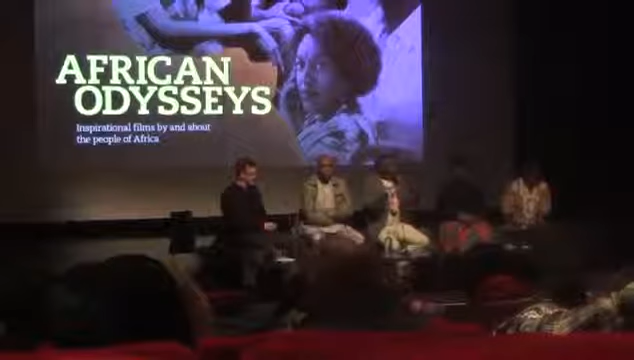 AFRICAN
ODYSSEYS
Inspirational films by and about
the people of Africa